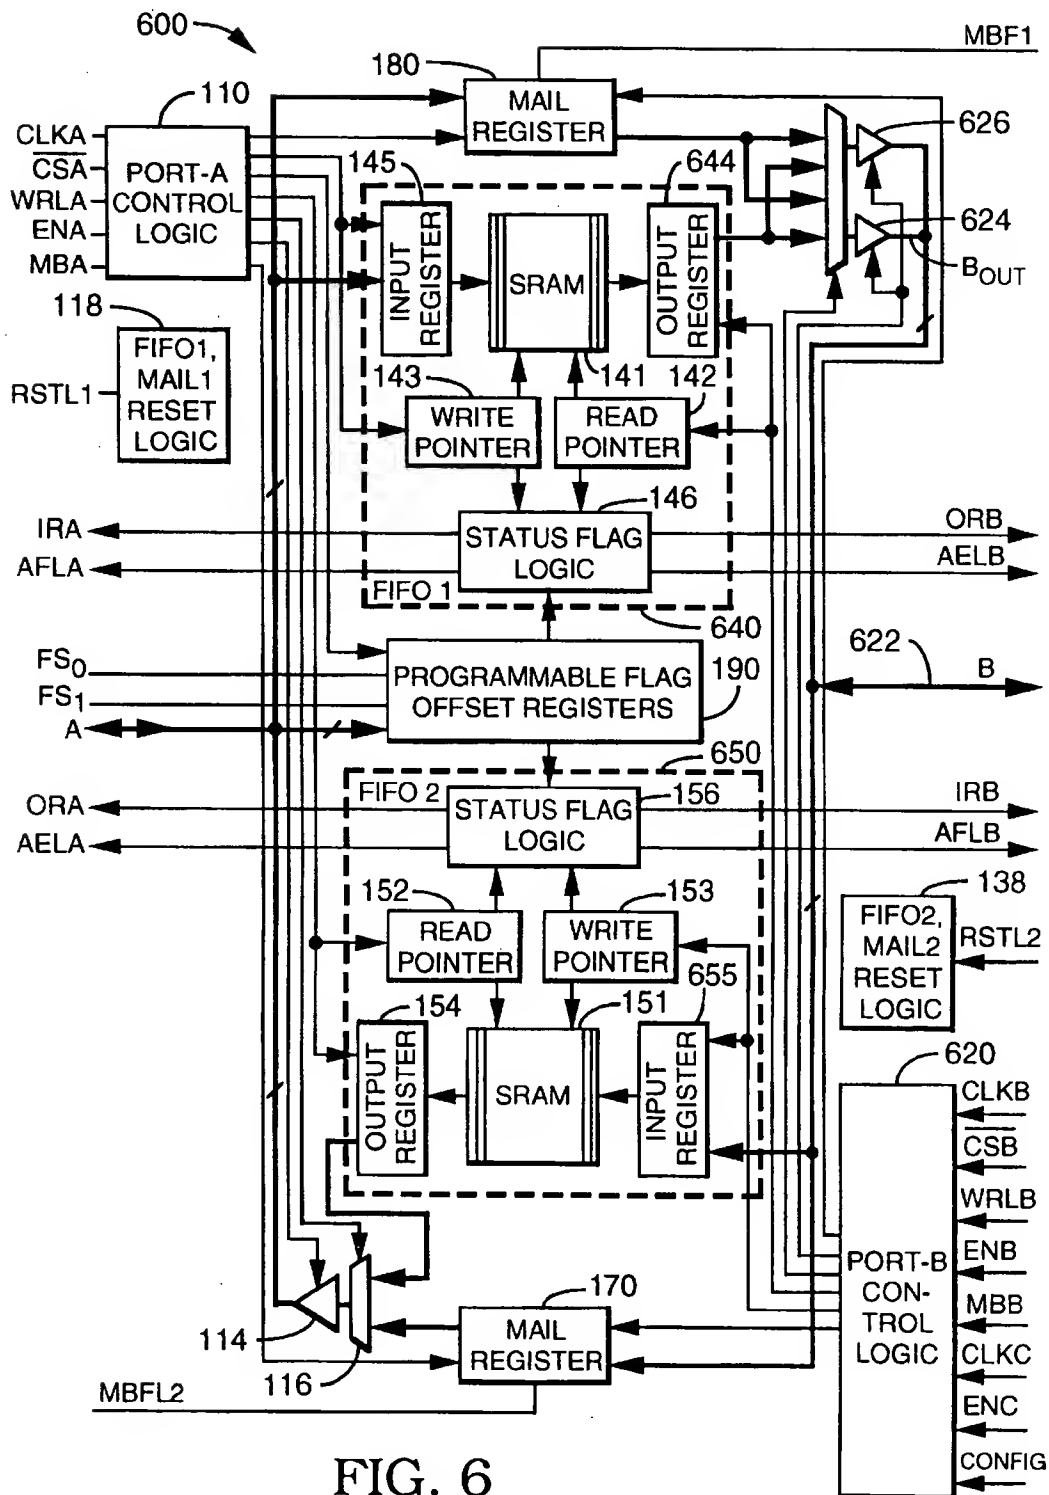 600
MBF1
180
MAIL
REGISTER
110
CLKA
CSA
WRLA
ENA
MBA
PORT-A
CONTROL
LOGIC
145
644
626
624
BOUT
INPUT
REGISTER
SRAM
OUTPUT
REGISTER
118
FIFO1,
MAIL1
RESET
LOGIC
RSTL1
143
141
142
WRITE
POINTER
READ
POINTER
146
IRA
AFLA
STATUS FLAG
LOGIC
ORB
AELB
FIFO 1
640
622
FS0
FS1
A
PROGRAMMABLE FLAG
OFFSET REGISTERS
190
B
650
FIFO 2
ORA
AELA
STATUS FLAG
LOGIC
156
IRB
AFLB
152
153
138
READ
POINTER
WRITE
POINTER
FIFO2,
MAIL2
RESET
LOGIC
RSTL2
154
151
655
OUTPUT
REGISTER
SRAM
INPUT
REGISTER
620
CLKB
CSB
WRLB
ENB
MBB
CLKC
ENC
CONFIG
PORT-B
CON-
TROL
LOGIC
170
MAIL
REGISTER
114
116
MBFL2
FIG. 6